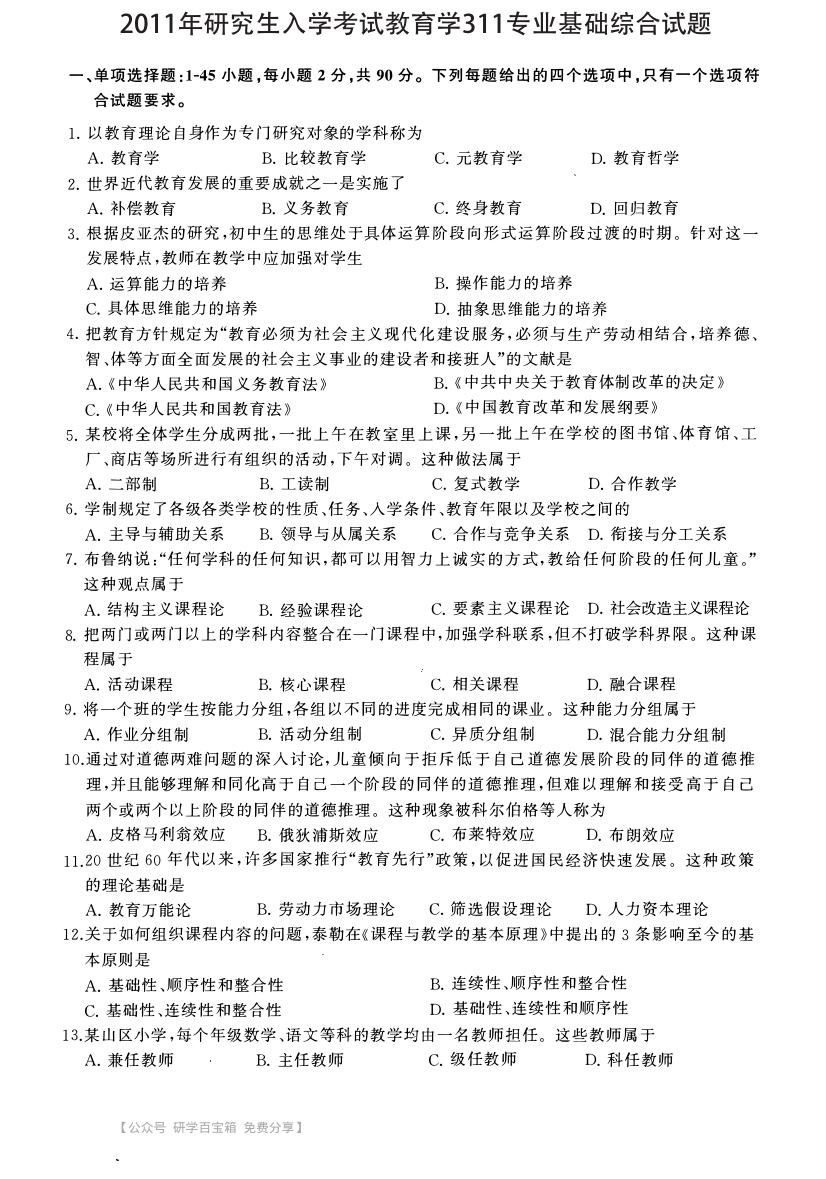 2011年研究生入学考试教育学311专业基础综合试题
一、单项选择题:1-45 小题,每小题 2 分,共 90 分。下列每题给出的四个选项中,只有一个选项符
合试题要求。
1. 以教育理论自身作为专门研究对象的学科称为
A. 教育学 B. 比较教育学 C. 元教育学 D. 教育哲学
2. 世界近代教育发展的重要成就之一是实施了
A. 补偿教育 B. 义务教育 C. 终身教育 D. 回归教育
3. 根据皮亚杰的研究,初中生的思维处于具体运算阶段向形式运算阶段过渡的时期。针对这一
发展特点,教师在教学中应加强对学生
A. 运算能力的培养 B. 操作能力的培养
C. 具体思维能力的培养 D. 抽象思维能力的培养
4. 把教育方针规定为“教育必须为社会主义现代化建设服务,必须与生产劳动相结合,培养德、
智、体等方面全面发展的社会主义事业的建设者和接班人”的文献是
A.《中华人民共和国义务教育法》 B.《中共中央关于教育体制改革的决定》
C.《中华人民共和国教育法》 D.《中国教育改革和发展纲要》
5. 某校将全体学生分成两批,一批上午在教室里上课,另一批上午在学校的图书馆、体育馆、工
厂、商店等场所进行有组织的活动,下午对调。这种做法属于
A. 二部制 B. 工读制 C. 复式教学 D. 合作教学
6. 学制规定了各级各类学校的性质、任务、入学条件、教育年限以及学校之间的
A. 主导与辅助关系 B. 领导与从属关系 C. 合作与竞争关系 D. 衔接与分工关系
7. 布鲁纳说:“任何学科的任何知识,都可以用智力上诚实的方式,教给任何阶段的任何儿童。”
这种观点属于
A. 结构主义课程论 B. 经验课程论 C. 要素主义课程论 D. 社会改造主义课程论
8. 把两门或两门以上的学科内容整合在一门课程中,加强学科联系,但不打破学科界限。这种课
程属于
A. 活动课程 B. 核心课程 C. 相关课程 D. 融合课程
9. 将一个班的学生按能力分组,各组以不同的进度完成相同的课业。这种能力分组属于
A. 作业分组制 B. 活动分组制 C. 异质分组制 D. 混合能力分组制
10.通过对道德两难问题的深入讨论,儿童倾向于拒斥低于自己道德发展阶段的同伴的道德推
理,并且能够理解和同化高于自己一个阶段的同伴的道德推理,但难以理解和接受高于自己
两个或两个以上阶段的同伴的道德推理。这种现象被科尔伯格等人称为
A. 皮格马利翁效应 B. 俄狄浦斯效应 C. 布莱特效应 D. 布朗效应
11.20 世纪 60 年代以来,许多国家推行“教育先行”政策,以促进国民经济快速发展。这种政策
的理论基础是
A. 教育万能论 B. 劳动力市场理论 C. 筛选假设理论 D. 人力资本理论
12.关于如何组织课程内容的问题,泰勒在《课程与教学的基本原理》中提出的 3 条影响至今的基
本原则是
A. 基础性、顺序性和整合性 B. 连续性、顺序性和整合性
C. 基础性、连续性和整合性 D. 基础性、连续性和顺序性
13.某山区小学,每个年级数学、语文等科的教学均由一名教师担任。这些教师属于
A. 兼任教师 B. 主任教师 C. 级任教师 D. 科任教师
【公众号 研学百宝箱 免费分享】